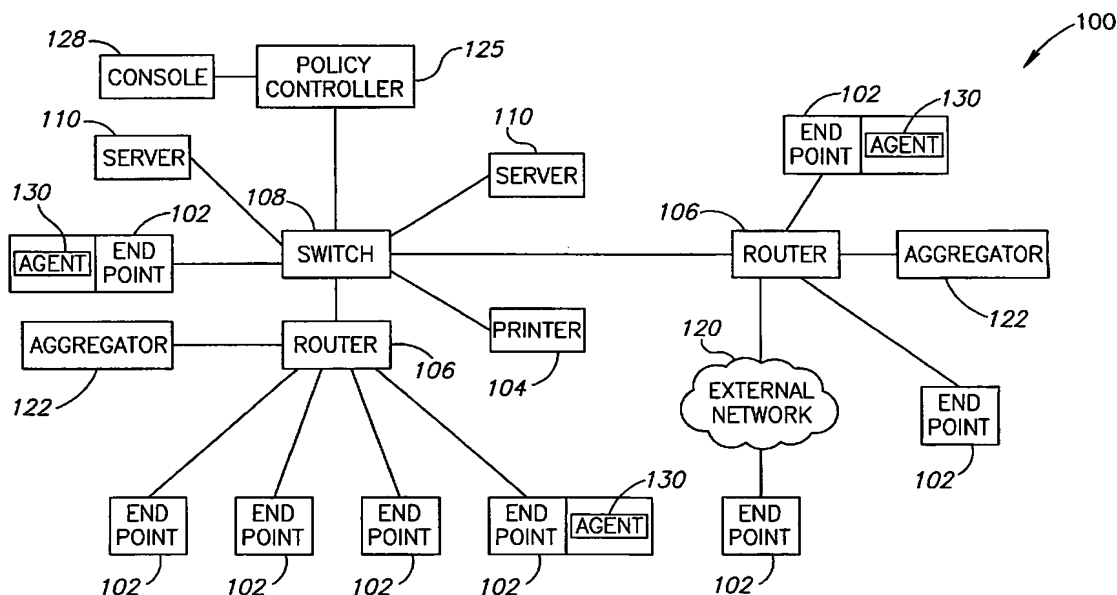 100
128
CONSOLE
POLICY
CONTROLLER
125
110
SERVER
110
SERVER
102
130
END
POINT
AGENT
130
102
AGENT
END
POINT
108
SWITCH
106
ROUTER
AGGREGATOR
122
AGGREGATOR
122
ROUTER
106
PRINTER
104
120
EXTERNAL
NETWORK
END
POINT
102
END
POINT
102
END
POINT
102
END
POINT
102
END
POINT
102
130
AGENT
END
POINT
102